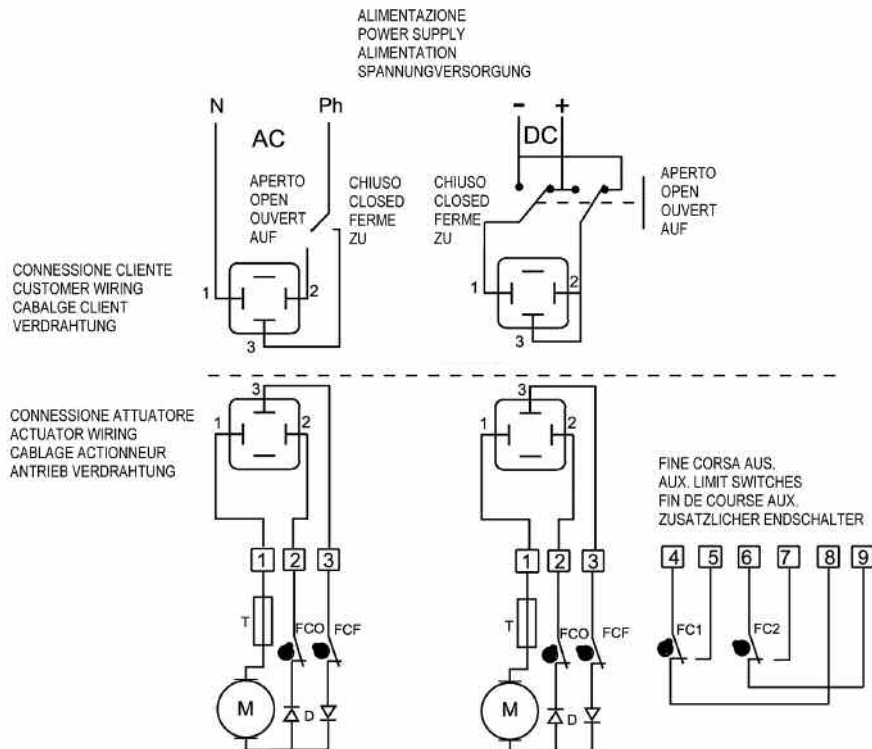 ALIMENTAZIONE
POWER SUPPLY
ALIMENTATION
SPANNUNGVERSORGUNG
N Ph
- +
AC
DC
APERTO
OPEN
OUVERT
AUF
CHIUSO
CLOSED
FERME
ZU
CHIUSO
CLOSED
FERME
ZU
APERTO
OPEN
OUVERT
AUF
CONNESSIONE CLIENTE
CUSTOMER WIRING
CABALGE CLIENT
VERDRAHTUNG
1 2
3
1 2
3
CONNESSIONE ATTUATORE
ACTUATOR WIRING
CABLAGE ACTIONNEUR
ANTRIEB VERDRAHTUNG
3
1 2
3
1 2
FINE CORSA AUS.
AUX. LIMIT SWITCHES
FIN DE COURSE AUX.
ZUSATZLICHER ENDSCHALTER
1 2 3
1 2 3
4 5 6 7 8 9
T FCO FCF
T FCO FCF
FC1 FC2
M D
M D